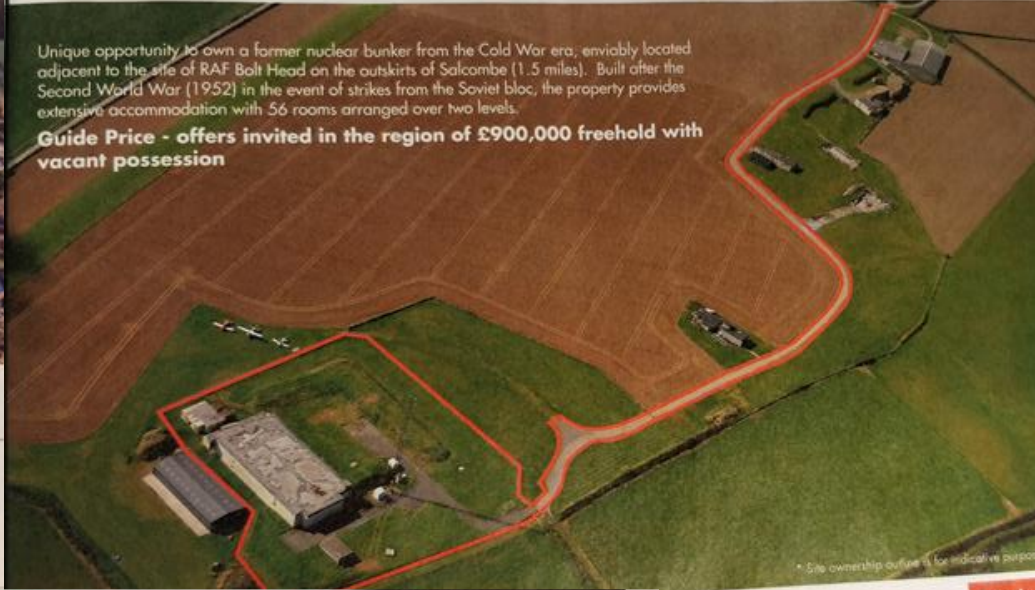 Unique opportunity to own a former nuclear bunker from the Cold War era, enviably located
adjacent to the site of RAF Bolt Head on the outskirts of Salcombe (1.5 miles). Built after the
Second World War (1952) in the event of strikes from the Soviet bloc, the property provides
extensive accommodation with 56 rooms arranged over two levels.
Guide Price - offers invited in the region of £900,000 freehold with
vacant possession
* Site ownership outline is for indicative